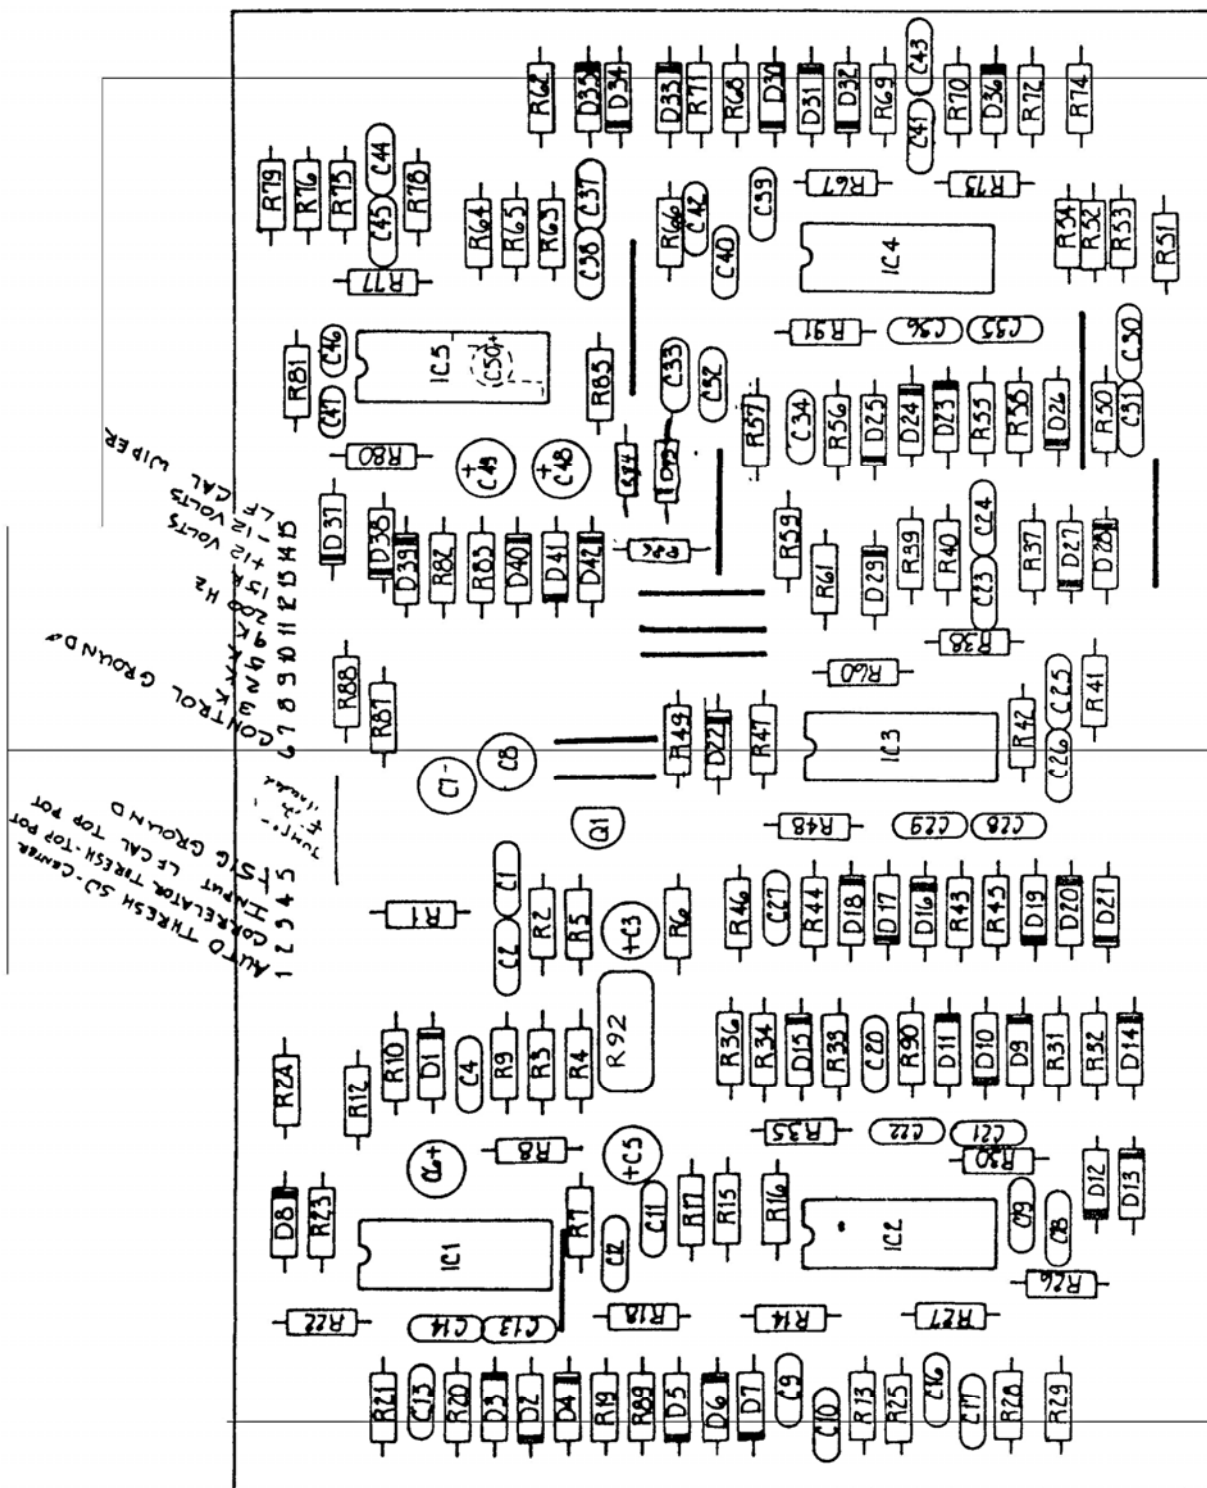 R62 D35 D34 D33 R71 R68 D30 D31 D32 R69 C43 R70 D36 R72 R74
C41
R79 R76 R75 C44 R78
C45
R77
R64 R65 R63 C37
C38
R66 C42 C39 R67 R73
C40
IC4
R54 R52 R53 R51
R81 C46 IC5 C50+ R85
C47
C33 C32
R91 C36 C35
C30
R57 C34 R56 D25 D24 D23 R55 R58 D26 R50 C31
R80
+ C49
+ C48
R84
D37 D38 D39 R82 R83 D40 D41 D42 R86
R59 R61 D29 R39 R40 C24 R37 D27 D28
C23
R38
R60
LF CAL WIPER
-12 VOLTS
+12 VOLTS
15K
200 HZ
9K
CONTROL GROUND
6 7 8 9 10 11 12 13 14 15
R88 R87
C7- C8
R49 D22 R47 IC3 R42 C25 R41
C26
Q1
R48 C29 C28
SIG GROUND
LF CAL TOP POT
INPUT
CORRELATOR THRESH-TOP POT
AUTO THRESH SW-CENTER
1 2 3 4 5
R1
C1
C2
R2 R5 +C3 R6
R46 C27 R44 D18 D17 D16 R43 R45 D19 D20 D21
R92
R24 R12 R10 D1 C4 R9 R3 R4
R36 R34 D15 R33 C20 R90 D11 D10 D9 R31 R32 D14
C6+
R8
+C5
R35 C22 C21
R30
D12 D13
D8 R23 IC1 R7 C12 C11 R17 R15 R16 IC2 C19 C18
R26
R22 C14 C13 R18 R14 R27
R21 C13 R20 D3 D2 D4 R19 R89 D5 D6 D7 C9 C10 R13 R25 C16 C17 R28 R29